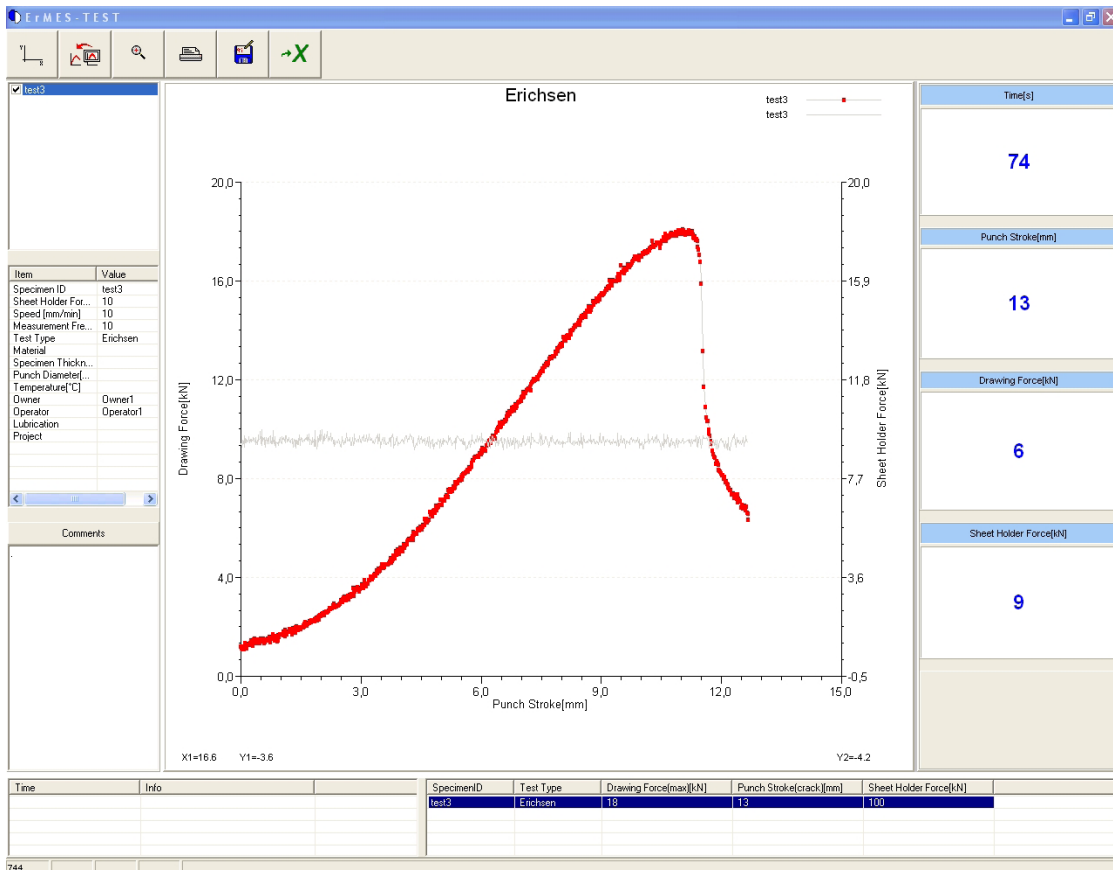 ErMES-TEST
test3
Item Value
Specimen ID test3
Sheet Holder For... 10
Speed [mm/min] 10
Measurement Fre... 10
Test Type Erichsen
Material
Specimen Thickn...
Punch Diameter[...
Temperature[°C]
Owner Owner1
Operator Operator1
Lubrication
Project
Comments
.
Erichsen
test3
test3
20,0
16,0
12,0
8,0
4,0
0,0
Drawing Force[kN]
20,0
15,9
11,8
7,7
3,6
-0,5
Sheet Holder Force[kN]
0,0 3,0 6,0 9,0 12,0 15,0
Punch Stroke[mm]
X1=16.6 Y1=-3.6 Y2=-4.2
Time[s]
74
Punch Stroke[mm]
13
Drawing Force[kN]
6
Sheet Holder Force[kN]
9
Time Info
SpecimenID Test Type Drawing Force(max)[kN] Punch Stroke(crack)[mm] Sheet Holder Force[kN]
test3 Erichsen 18 13 100
744